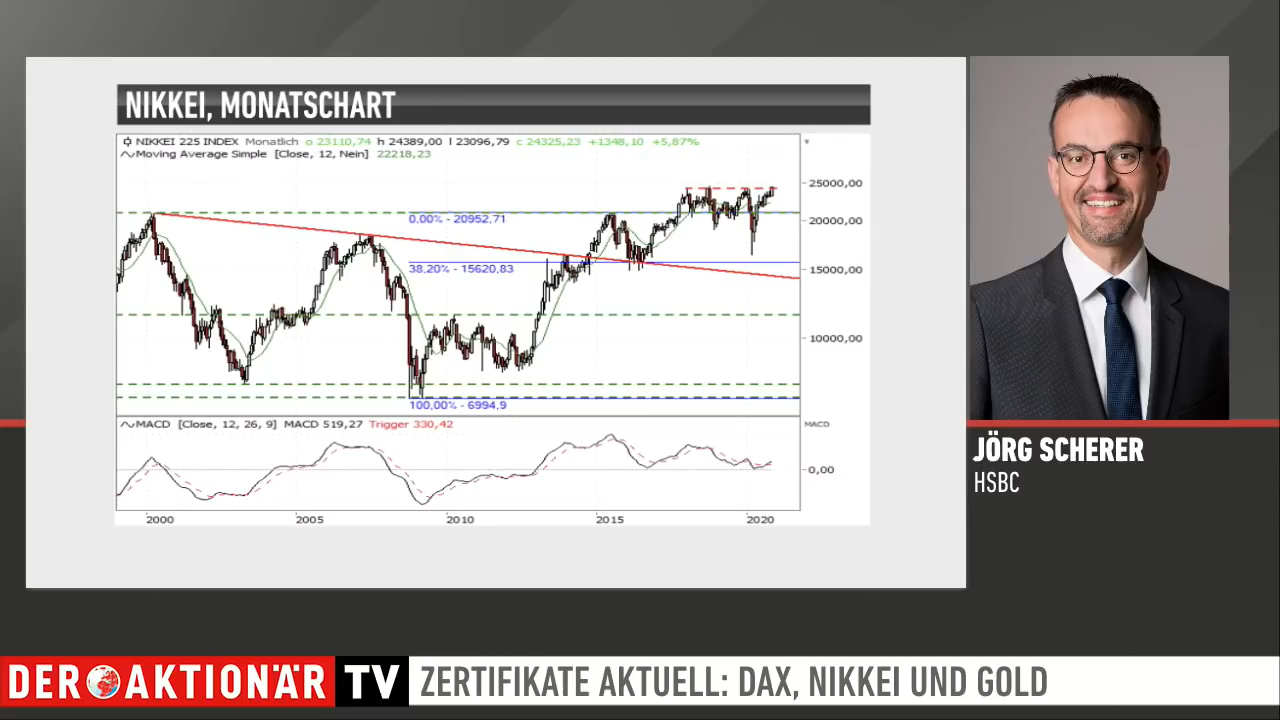 NIKKEI, MONATSCHART
NIKKEI 225 INDEX Monatlich o 23110,74 h 24389,00 l 23096,79 c 24325,23 +1348,10 +5,87%
Moving Average Simple [Close, 12, Nein] 22218,23
25000,00
0.00% - 20952,71
20000,00
38,20% - 15620,83
15000,00
10000,00
100,00% - 6994,9
MACD [Close, 12, 26, 9] MACD 519,27 Trigger 330,42
MACD
0,00
2000 2005 2010 2015 2020
JÖRG SCHERER
HSBC
DER AKTIONÄR TV
ZERTIFIKATE AKTUELL: DAX, NIKKEI UND GOLD